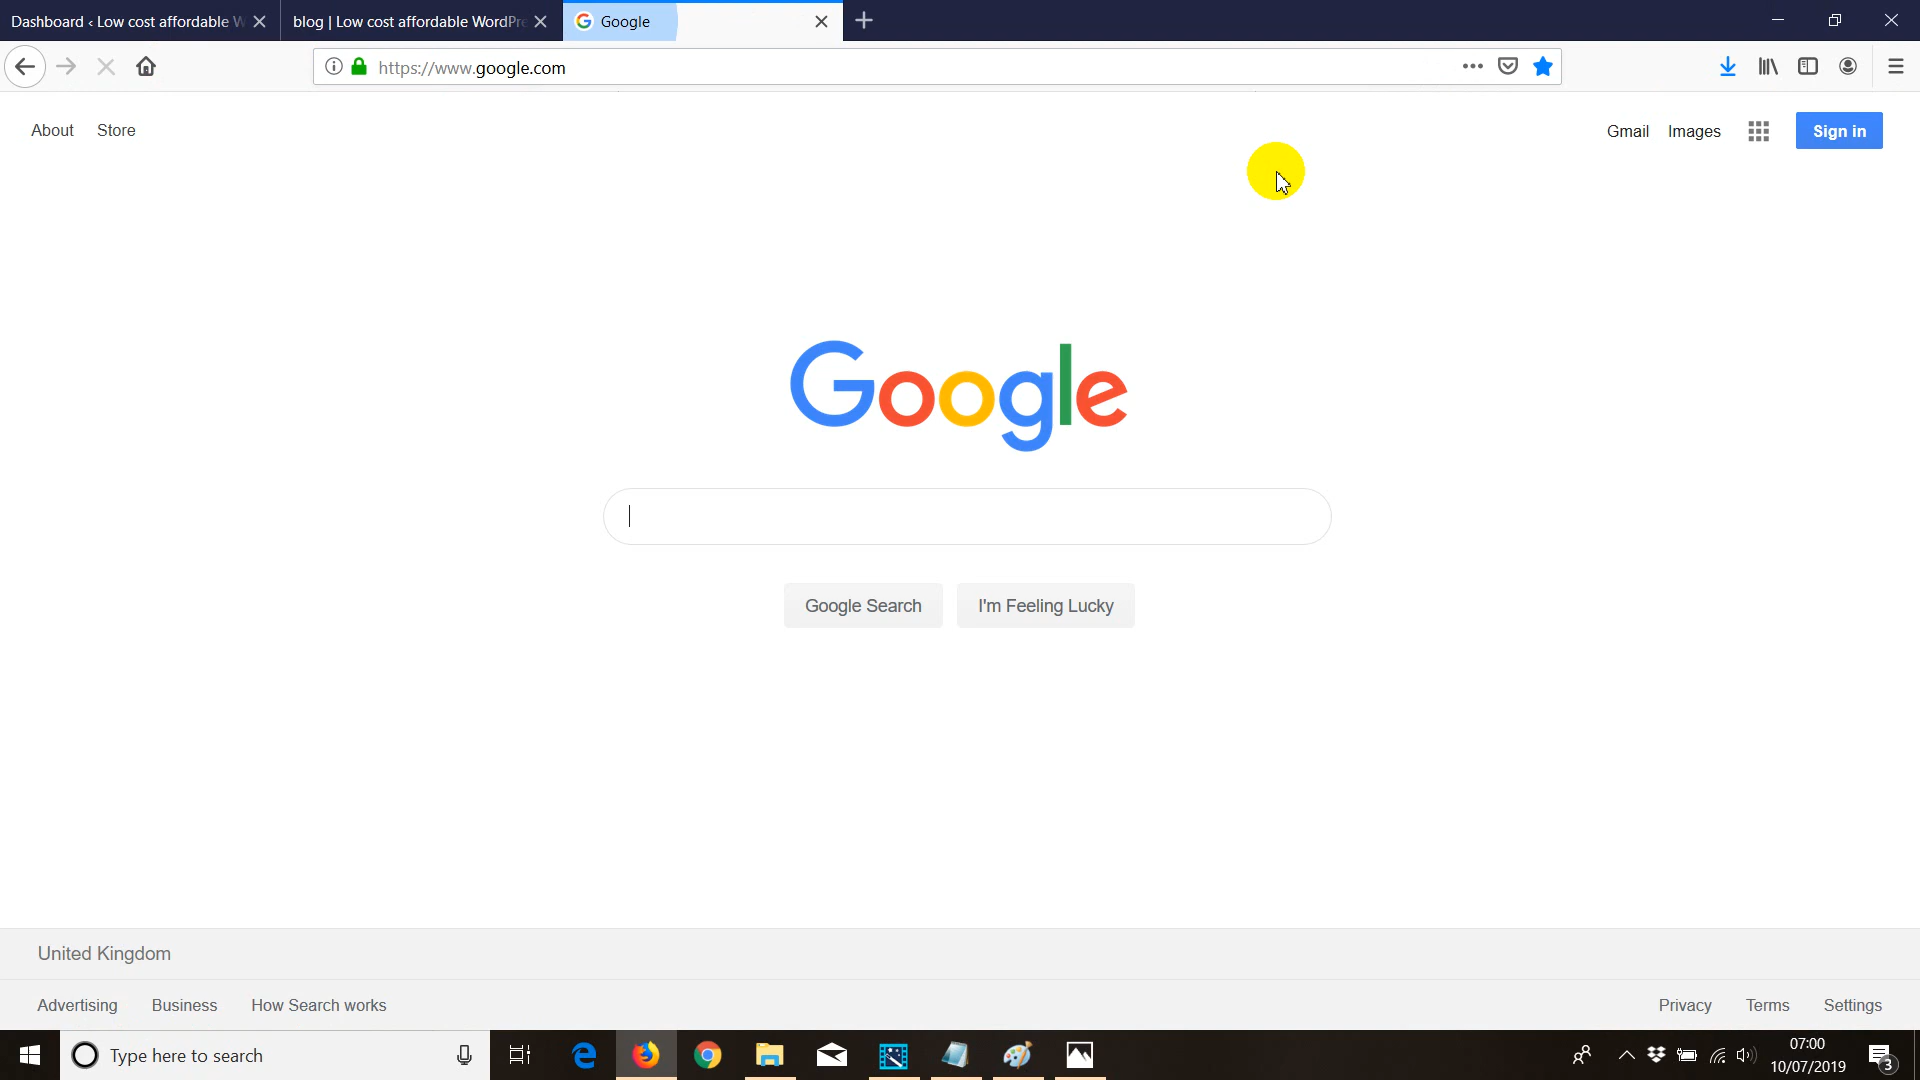 Dashboard ‹ Low cost affordable W
blog | Low cost affordable WordPre
Google
https://www.google.com
About Store
Gmail Images Sign in
Google
Google Search I'm Feeling Lucky
United Kingdom
Advertising Business How Search works
Privacy Terms Settings
Type here to search
07:00
10/07/2019
3